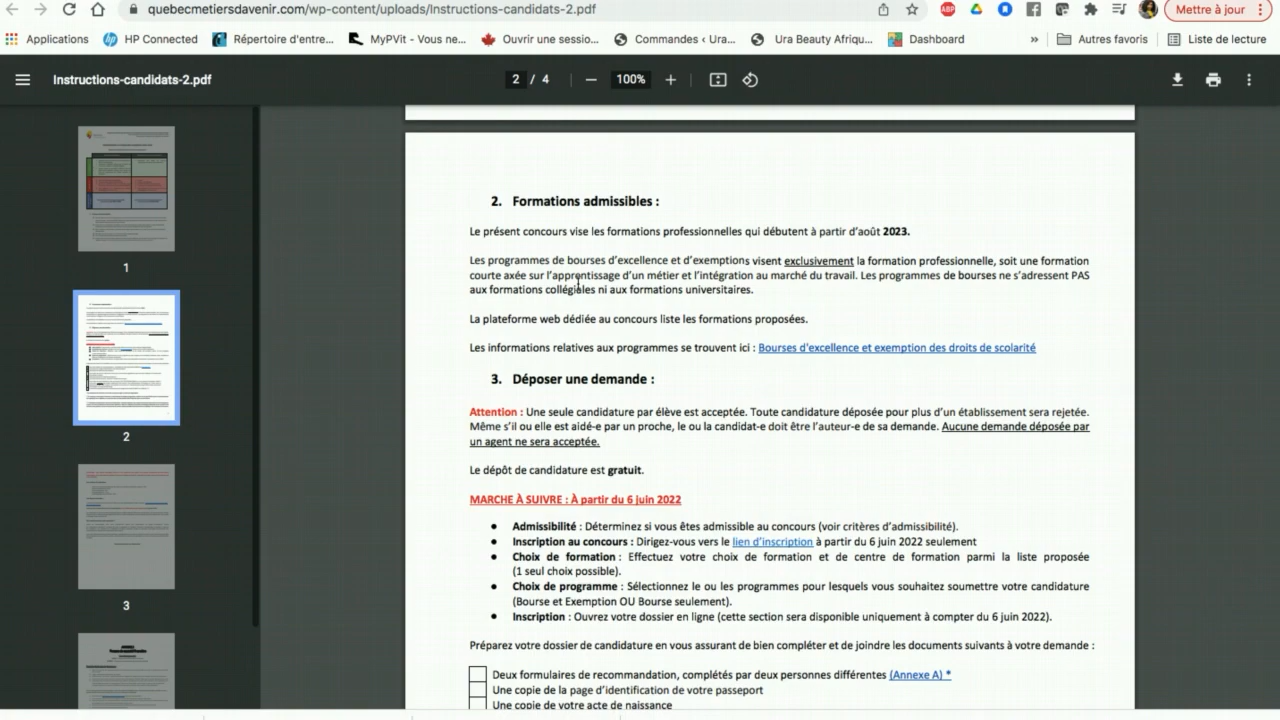 quebecmetiersdavenir.com/wp-content/uploads/Instructions-candidats-2.pdf
ABP
Mettre à jour
Applications
HP Connected
Répertoire d'entre...
MyPVit - Vous ne...
Ouvrir une sessio...
Commandes ‹ Ura...
Ura Beauty Afriqu...
Dashboard
»
Autres favoris
Liste de lecture
Instructions-candidats-2.pdf
2 / 4
100%
1
2
3
2. Formations admissibles :
Le présent concours vise les formations professionnelles qui débutent à partir d'août 2023.
Les programmes de bourses d'excellence et d'exemptions visent exclusivement la formation professionnelle, soit une formation
courte axée sur l'apprentissage d'un métier et l'intégration au marché du travail. Les programmes de bourses ne s'adressent PAS
aux formations collégiales ni aux formations universitaires.
La plateforme web dédiée au concours liste les formations proposées.
Les informations relatives aux programmes se trouvent ici : Bourses d'excellence et exemption des droits de scolarité
3. Déposer une demande :
Attention : Une seule candidature par élève est acceptée. Toute candidature déposée pour plus d'un établissement sera rejetée.
Même s'il ou elle est aidé-e par un proche, le ou la candidat-e doit être l'auteur-e de sa demande. Aucune demande déposée par
un agent ne sera acceptée.
Le dépôt de candidature est gratuit.
MARCHE À SUIVRE : À partir du 6 juin 2022
• Admissibilité : Déterminez si vous êtes admissible au concours (voir critères d'admissibilité).
• Inscription au concours : Dirigez-vous vers le lien d'inscription à partir du 6 juin 2022 seulement
• Choix de formation : Effectuez votre choix de formation et de centre de formation parmi la liste proposée
(1 seul choix possible).
• Choix de programme : Sélectionnez le ou les programmes pour lesquels vous souhaitez soumettre votre candidature
(Bourse et Exemption OU Bourse seulement).
• Inscription : Ouvrez votre dossier en ligne (cette section sera disponible uniquement à compter du 6 juin 2022).
Préparez votre dossier de candidature en vous assurant de bien compléter et de joindre les documents suivants à votre demande :
Deux formulaires de recommandation, complétés par deux personnes différentes (Annexe A) *
Une copie de la page d'identification de votre passeport
Une copie de votre acte de naissance